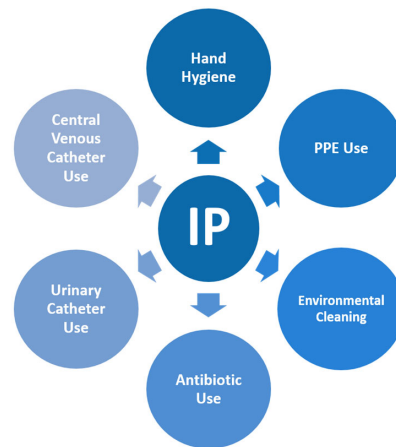 Hand
Hygiene
PPE Use
Environmental
Cleaning
Antibiotic
Use
Urinary
Catheter
Use
Central
Venous
Catheter
Use
IP